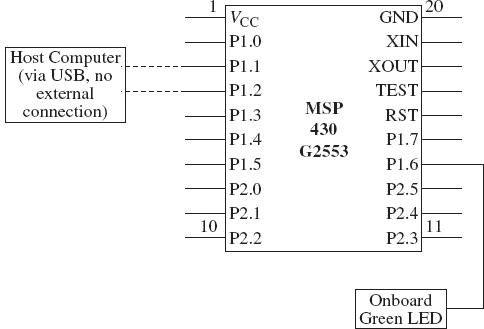 1
20
V_CC
GND
P1.0
XIN
Host Computer
(via USB, no
external
connection)
P1.1
XOUT
P1.2
TEST
P1.3
RST
MSP
430
G2553
P1.4
P1.7
P1.5
P1.6
P2.0
P2.5
P2.1
P2.4
10
11
P2.2
P2.3
Onboard
Green LED